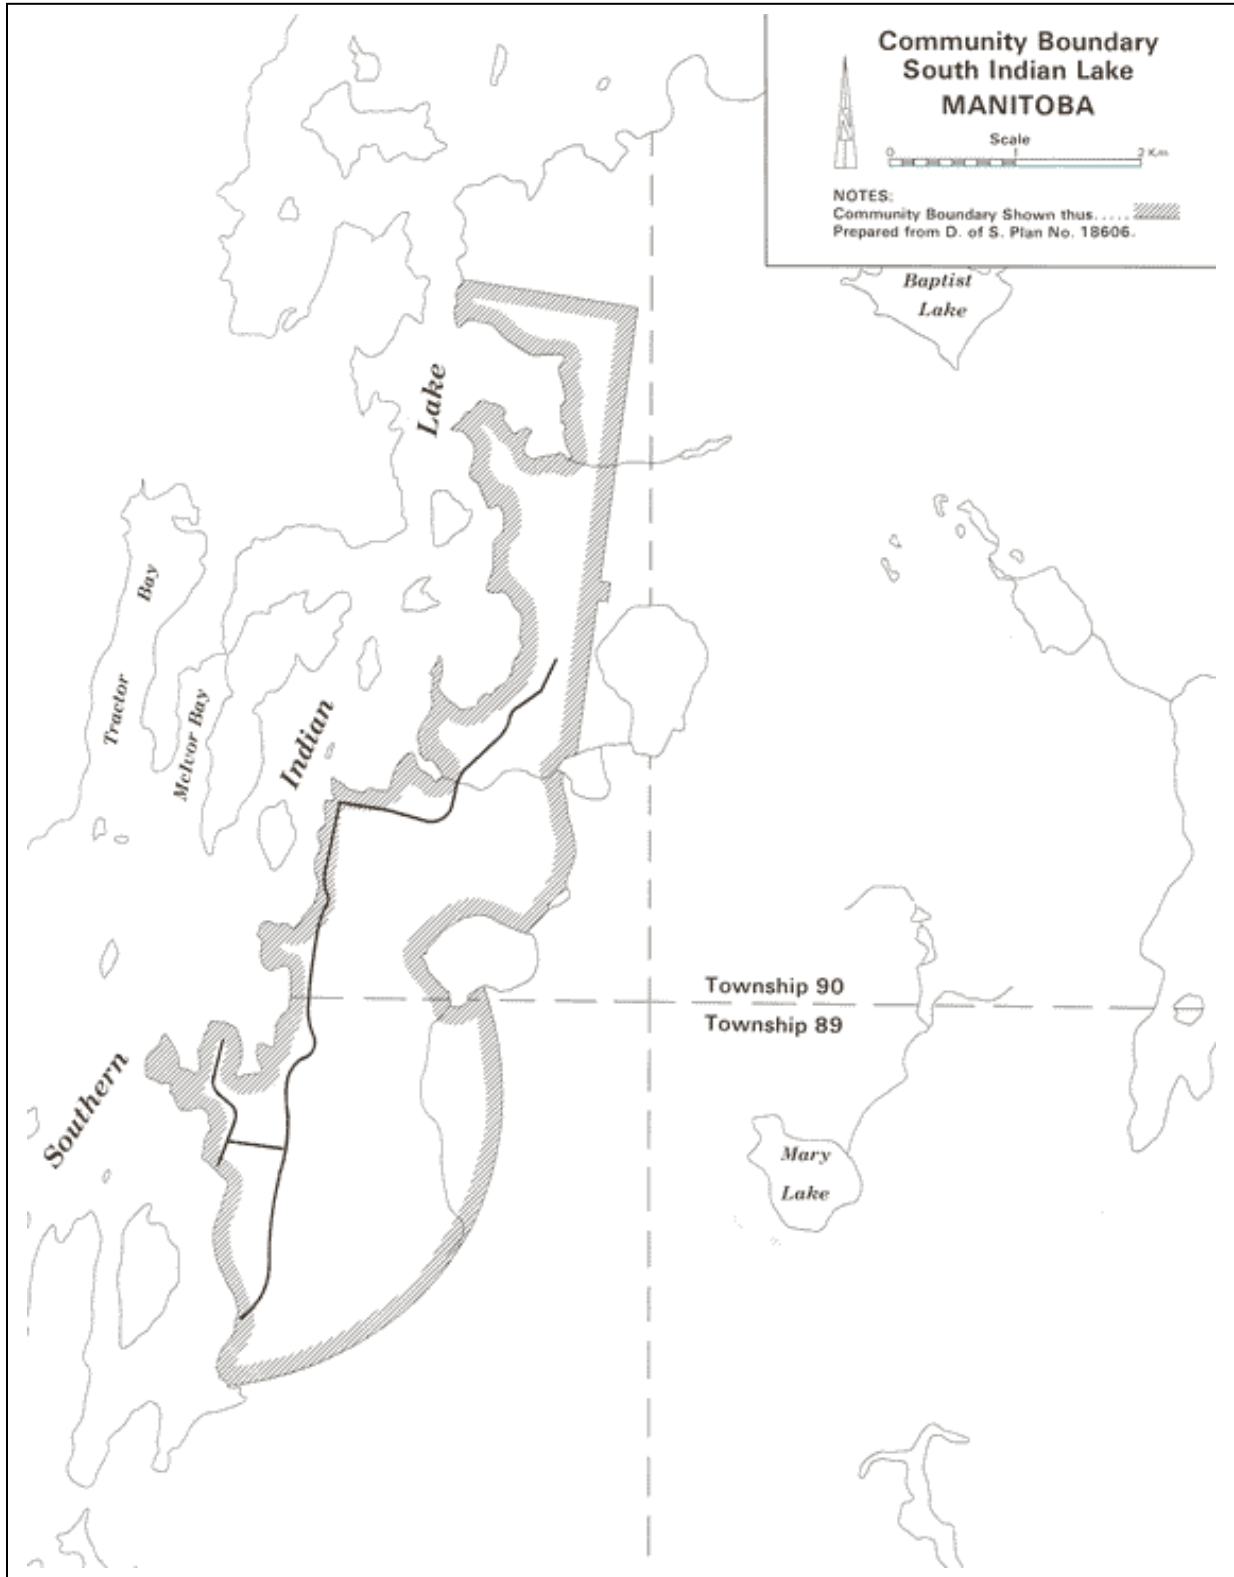 Community Boundary
South Indian Lake
MANITOBA
Scale
0 1 2 Km
NOTES:
Community Boundary Shown thus.....
Prepared from D. of S. Plan No. 18606.
Baptist
Lake
Lake
Bay
Tractor
McIvor Bay
Indian
Township 90
Township 89
Southern
Mary
Lake